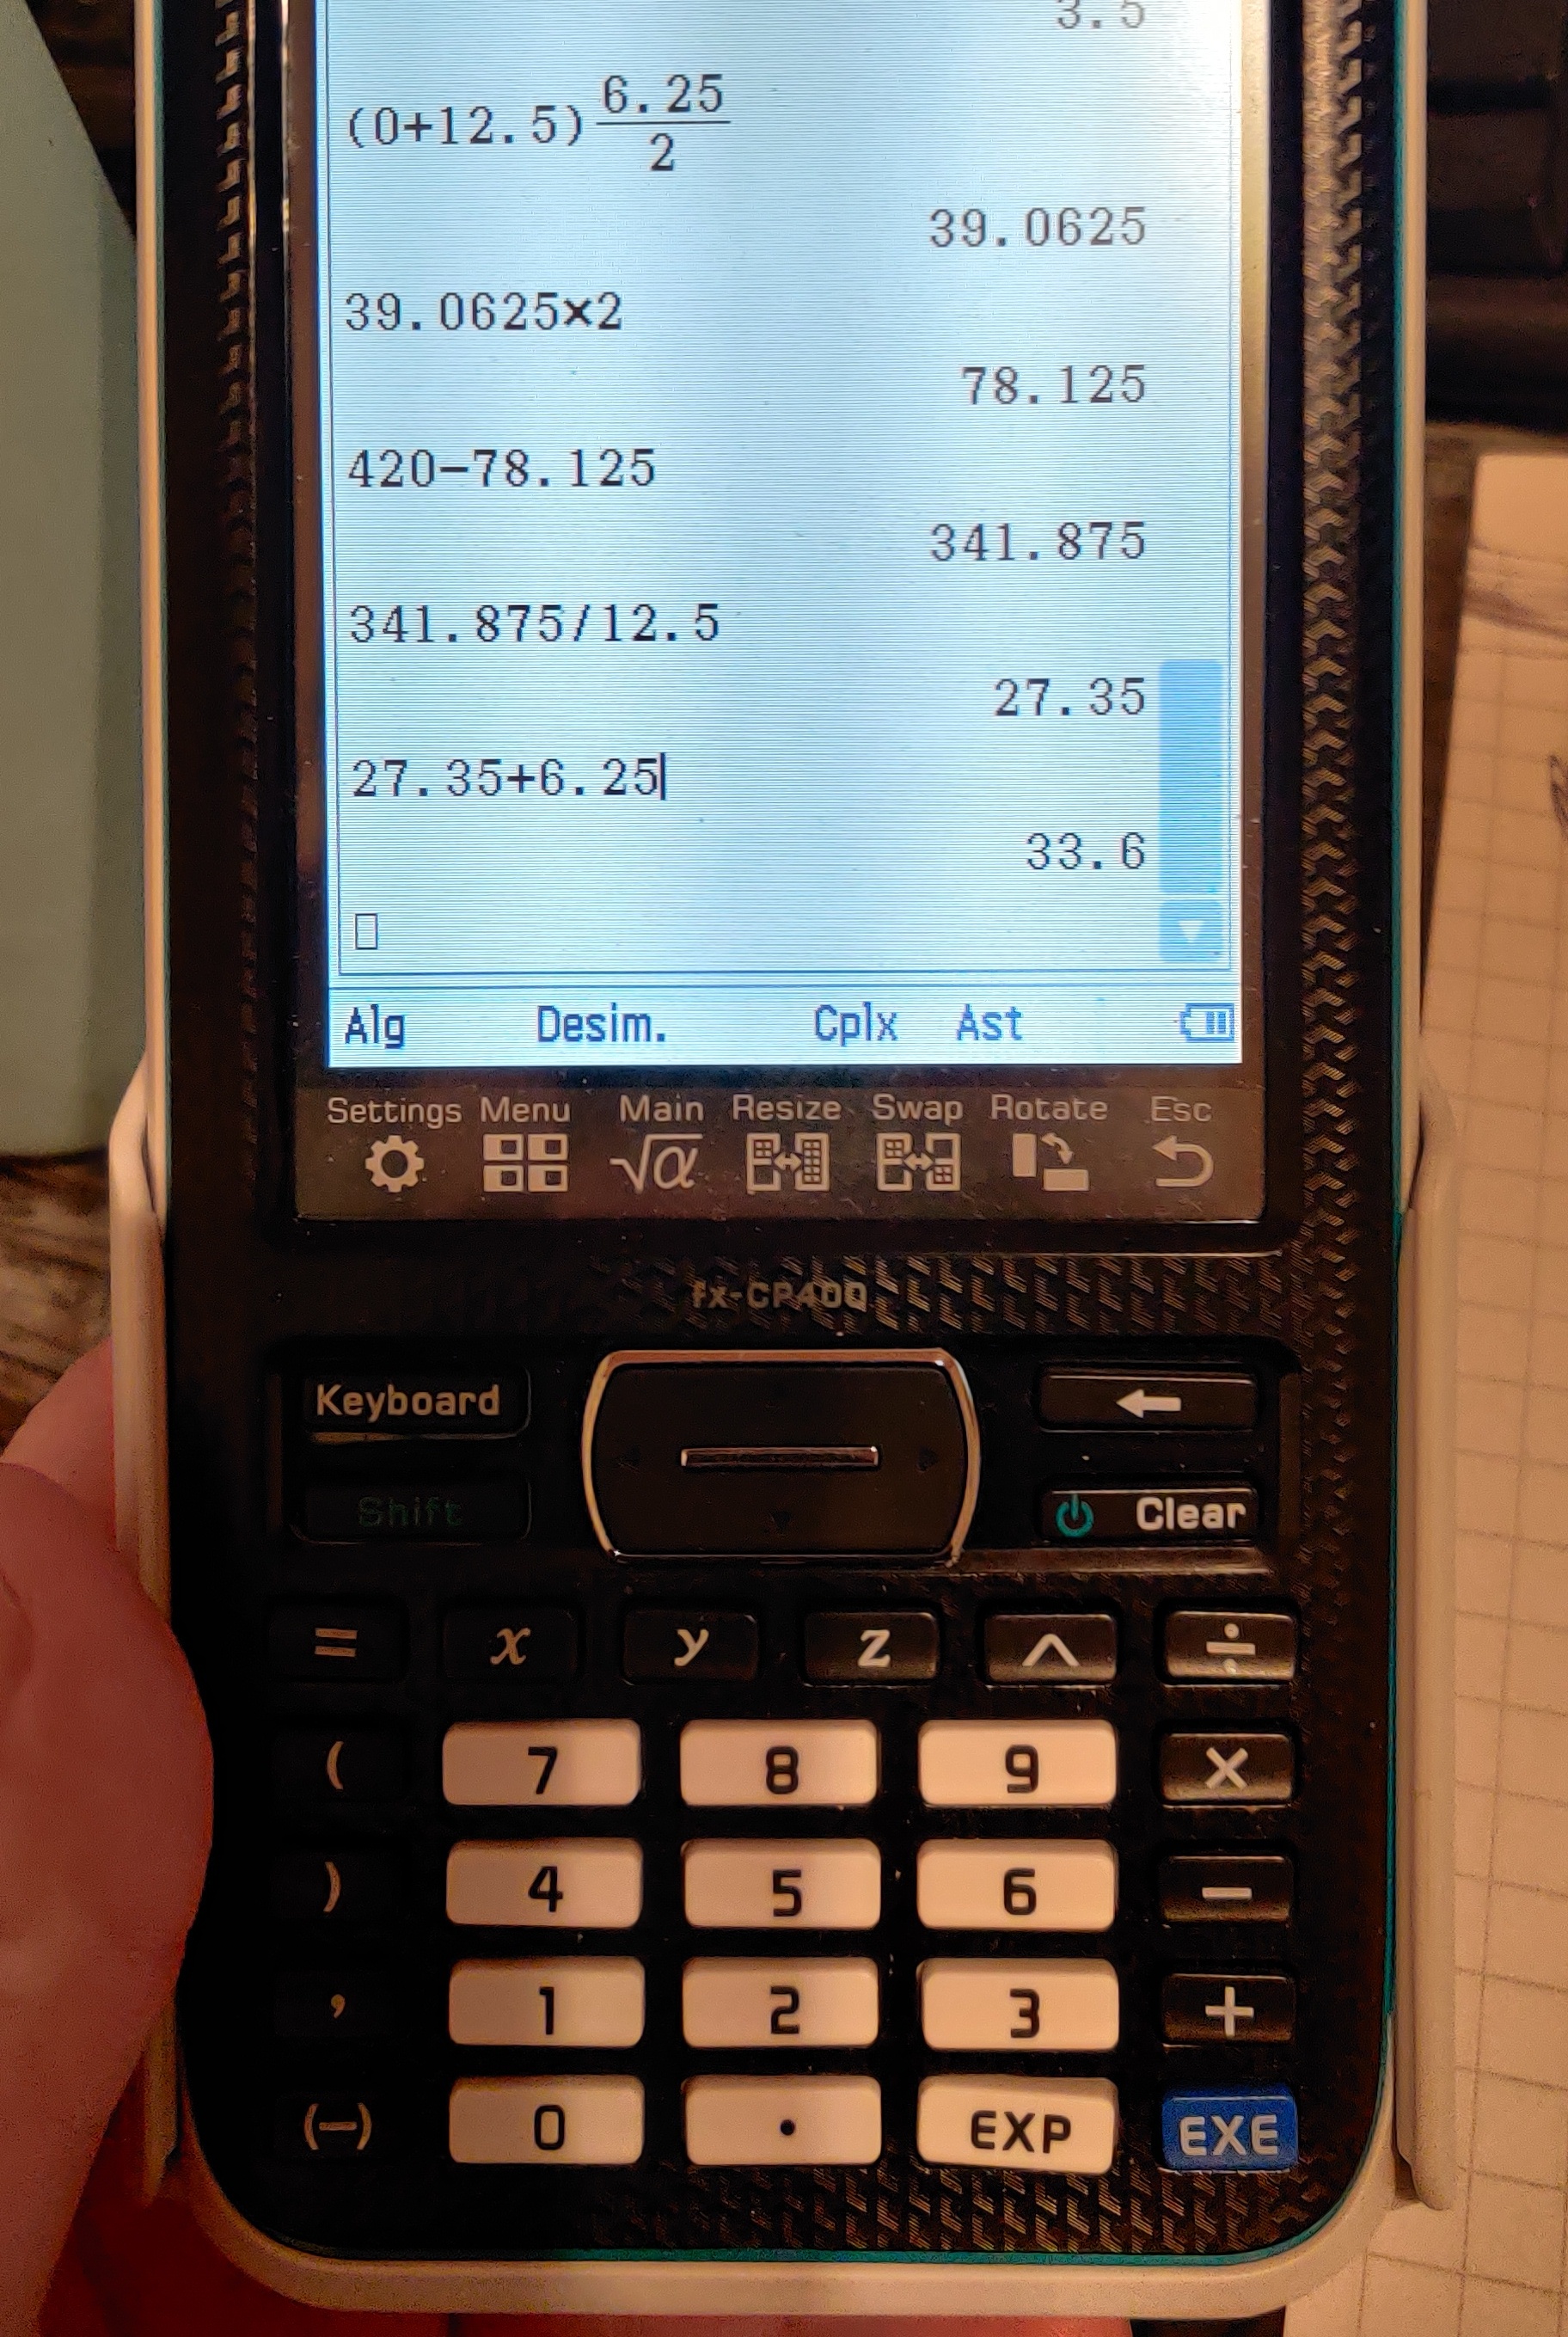 3.5
(0+12.5) 6.25/2
39.0625
39.0625×2
78.125
420−78.125
341.875
341.875/12.5
27.35
27.35+6.25
33.6
Alg Desim. Cplx Ast
Settings Menu Main Resize Swap Rotate Esc
√α
fx-CP400
Keyboard
Shift Clear
= x y z ^ ÷
( 7 8 9 ×
) 4 5 6 −
, 1 2 3 +
(−) 0 . EXP EXE